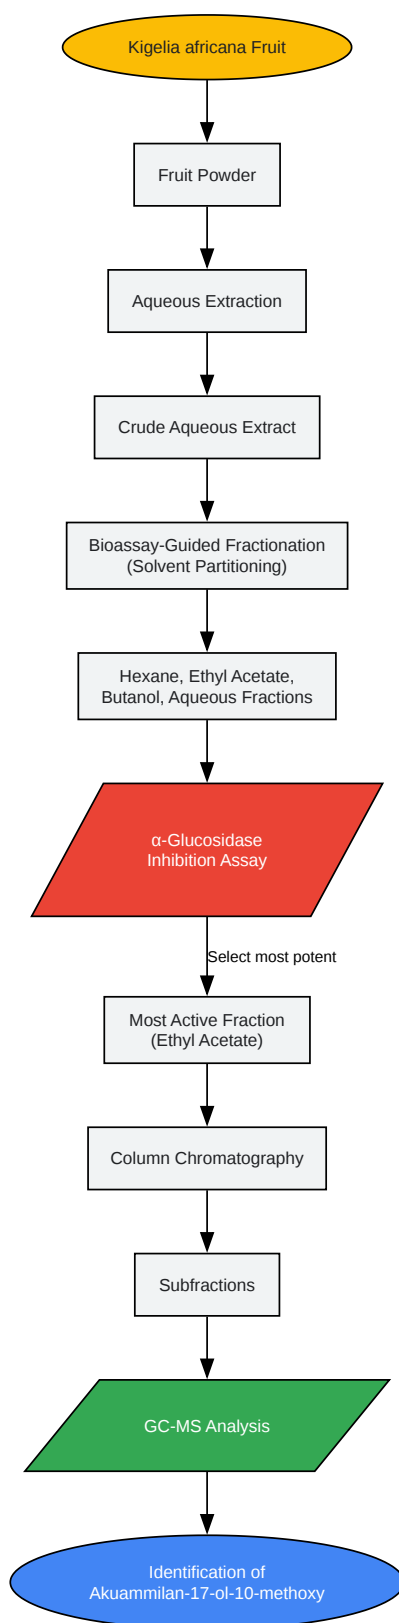 Kigelia africana Fruit
Fruit Powder
Aqueous Extraction
Crude Aqueous Extract
Bioassay-Guided Fractionation
(Solvent Partitioning)
Hexane, Ethyl Acetate,
Butanol, Aqueous Fractions
α-Glucosidase
Inhibition Assay
Select most potent
Most Active Fraction
(Ethyl Acetate)
Column Chromatography
Subfractions
GC-MS Analysis
Identification of
Akuammilan-17-ol-10-methoxy